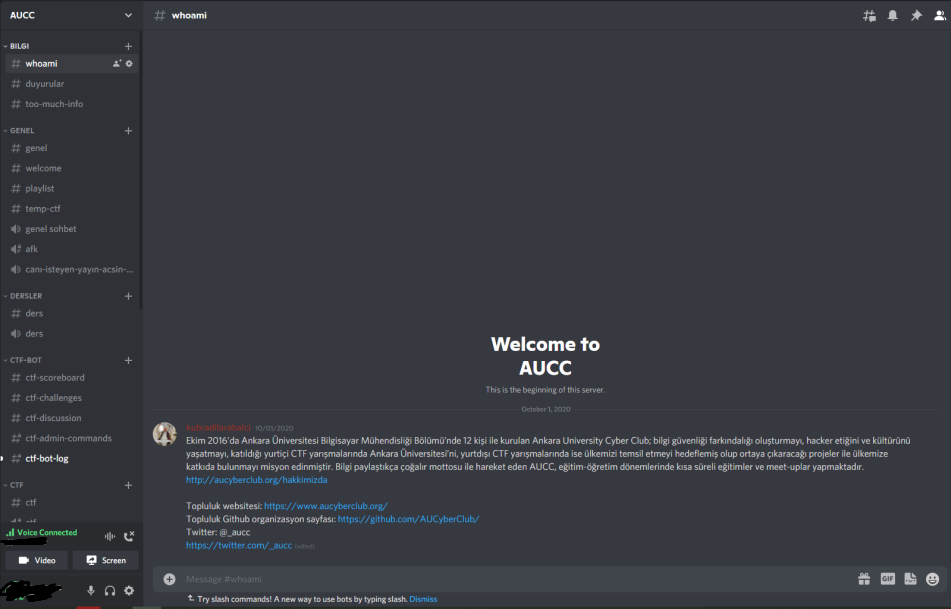 AUCC
whoami
BILGI
whoami
duyurular
too-much-info
GENEL
genel
welcome
playlist
temp-ctf
genel sohbet
afk
canı-isteyen-yayın-acsin-...
DERSLER
ders
ders
CTF-BOT
ctf-scoreboard
ctf-challenges
ctf-discussion
ctf-admin-commands
ctf-bot-log
CTF
ctf
Voice Connected
Video
Screen
Welcome to
AUCC
This is the beginning of this server.
October 1, 2020
10/01/2020
Ekim 2016'da Ankara Üniversitesi Bilgisayar Mühendisliği Bölümü'nde 12 kişi ile kurulan Ankara University Cyber Club; bilgi güvenliği farkındalığı oluşturmayı, hacker etiğini ve kültürünü
yaşatmayı, katıldığı yurtiçi CTF yarışmalarında Ankara Üniversitesi'ni, yurtdışı CTF yarışmalarında ise ülkemizi temsil etmeyi hedeflemiş olup ortaya çıkaracağı projeler ile ülkemize
katkıda bulunmayı misyon edinmiştir. Bilgi paylaştıkça çoğalır mottosu ile hareket eden AUCC, eğitim-öğretim dönemlerinde kısa süreli eğitimler ve meet-uplar yapmaktadır.
http://aucyberclub.org/hakkimizda
Topluluk websitesi: https://www.aucyberclub.org/
Topluluk Github organizasyon sayfası: https://github.com/AUCyberClub/
Twitter: @_aucc
https://twitter.com/_aucc (edited)
Message #whoami
GIF
Try slash commands! A new way to use bots by typing slash. Dismiss